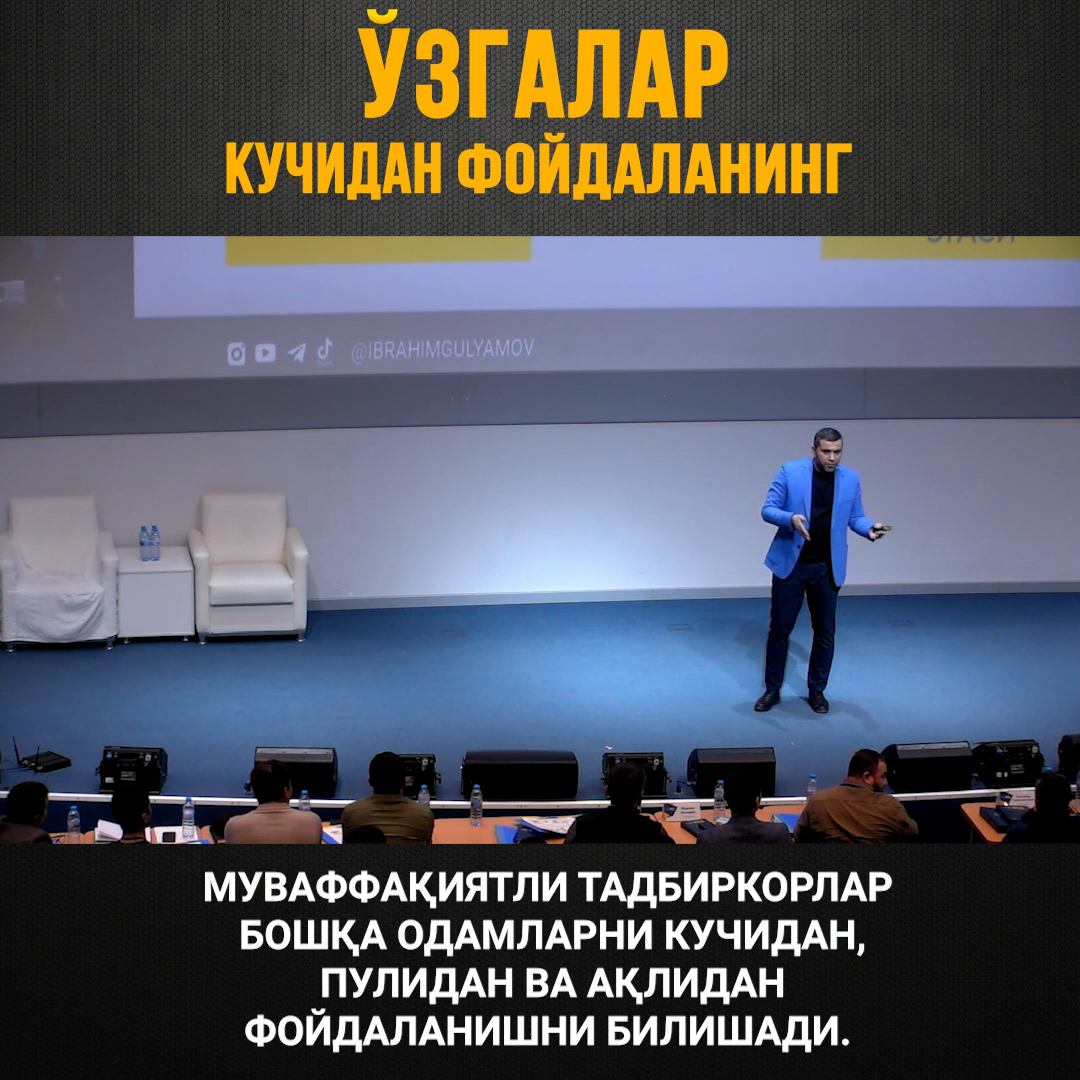 ЎЗГАЛАР
КУЧИДАН ФОЙДАЛАНИНГ
@IBRAHIMGULYAMOV
МУВАФФАҚИЯТЛИ ТАДБИРКОРЛАР
БОШҚА ОДАМЛАРНИ КУЧИДАН,
ПУЛИДАН ВА АҚЛИДАН
ФОЙДАЛАНИШНИ БИЛИШАДИ.